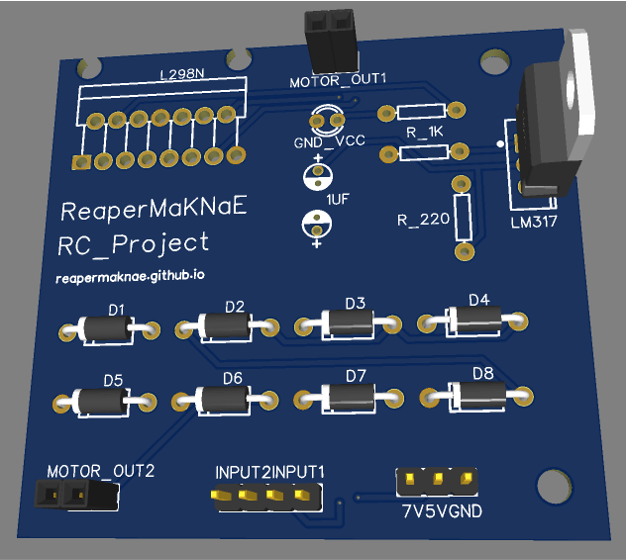 L298N
MOTOR_OUT1
GND_VCC
R_1K
+
1UF
+
R_220
LM317
ReaperMaKNaE
RC_Project
reapermaknae.github.io
D1
D2
D3
D4
D5
D6
D7
D8
MOTOR_OUT2
INPUT2INPUT1
7V5VGND